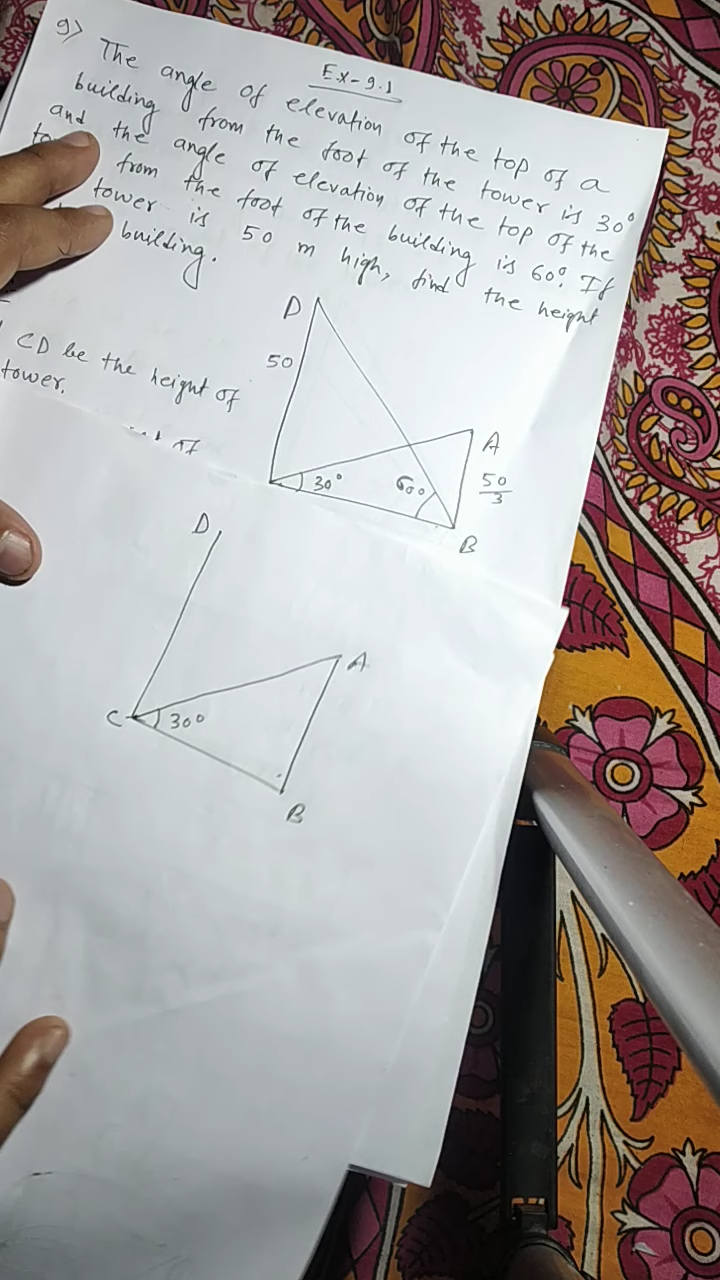 Ex-9.1
9) The angle of elevation of the top of a
building from the foot of the tower is 30°
and the angle of elevation of the top of the
from the foot of the building is 60°. If
tower is 50 m high, find the height
building.
D
50
CD be the height of
tower.
of
A
30°
60°
50/3
B
D
A
C
30°
B